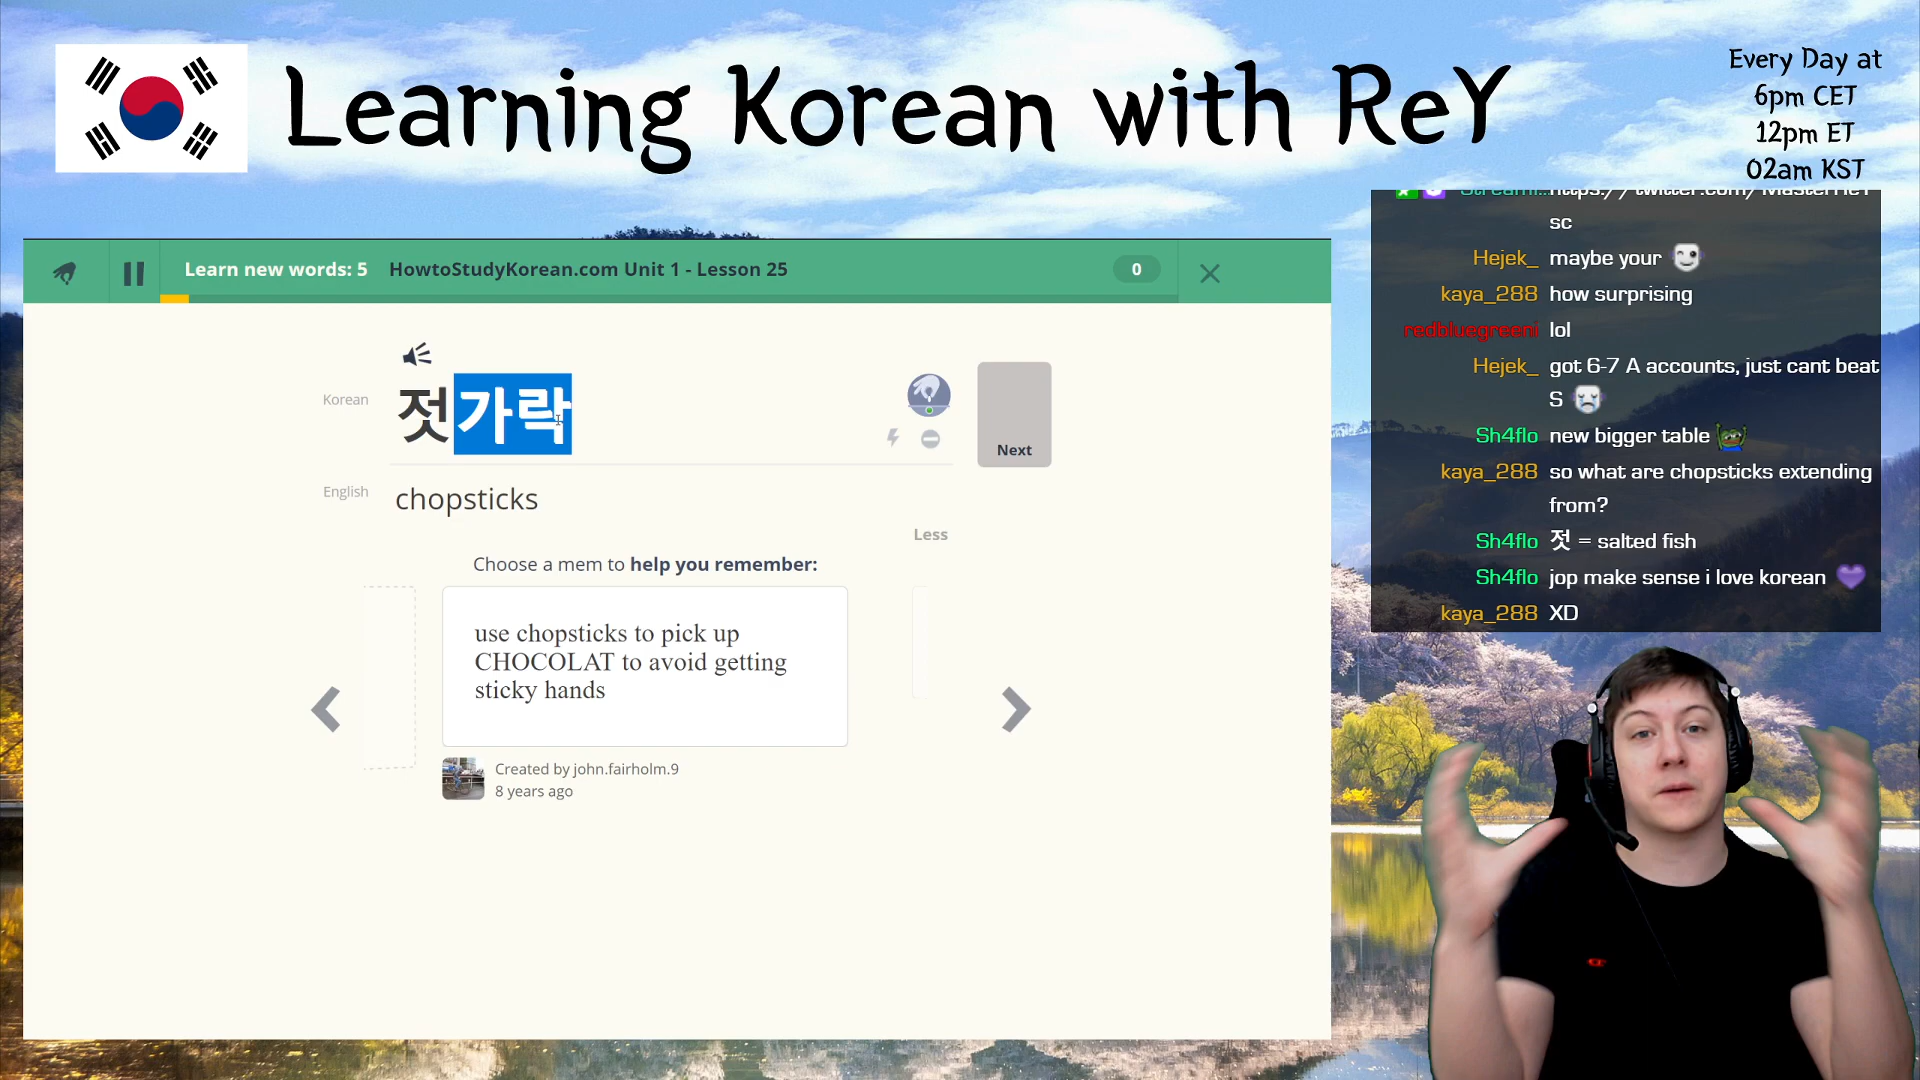 Learning Korean with ReY
Every Day at
6pm CET
12pm ET
02am KST
Learn new words: 5 HowtoStudyKorean.com Unit 1 - Lesson 25
0
Korean
젓가락
Next
English
chopsticks
Less
Choose a mem to help you remember:
use chopsticks to pick up
CHOCOLAT to avoid getting
sticky hands
Created by john.fairholm.9
8 years ago
sc
Hejek_ maybe your
kaya_288 how surprising
redbluegreeni lol
Hejek_ got 6-7 A accounts, just cant beat
S
Sh4flo new bigger table
kaya_288 so what are chopsticks extending
from?
Sh4flo 젓 = salted fish
Sh4flo jop make sense i love korean
kaya_288 XD